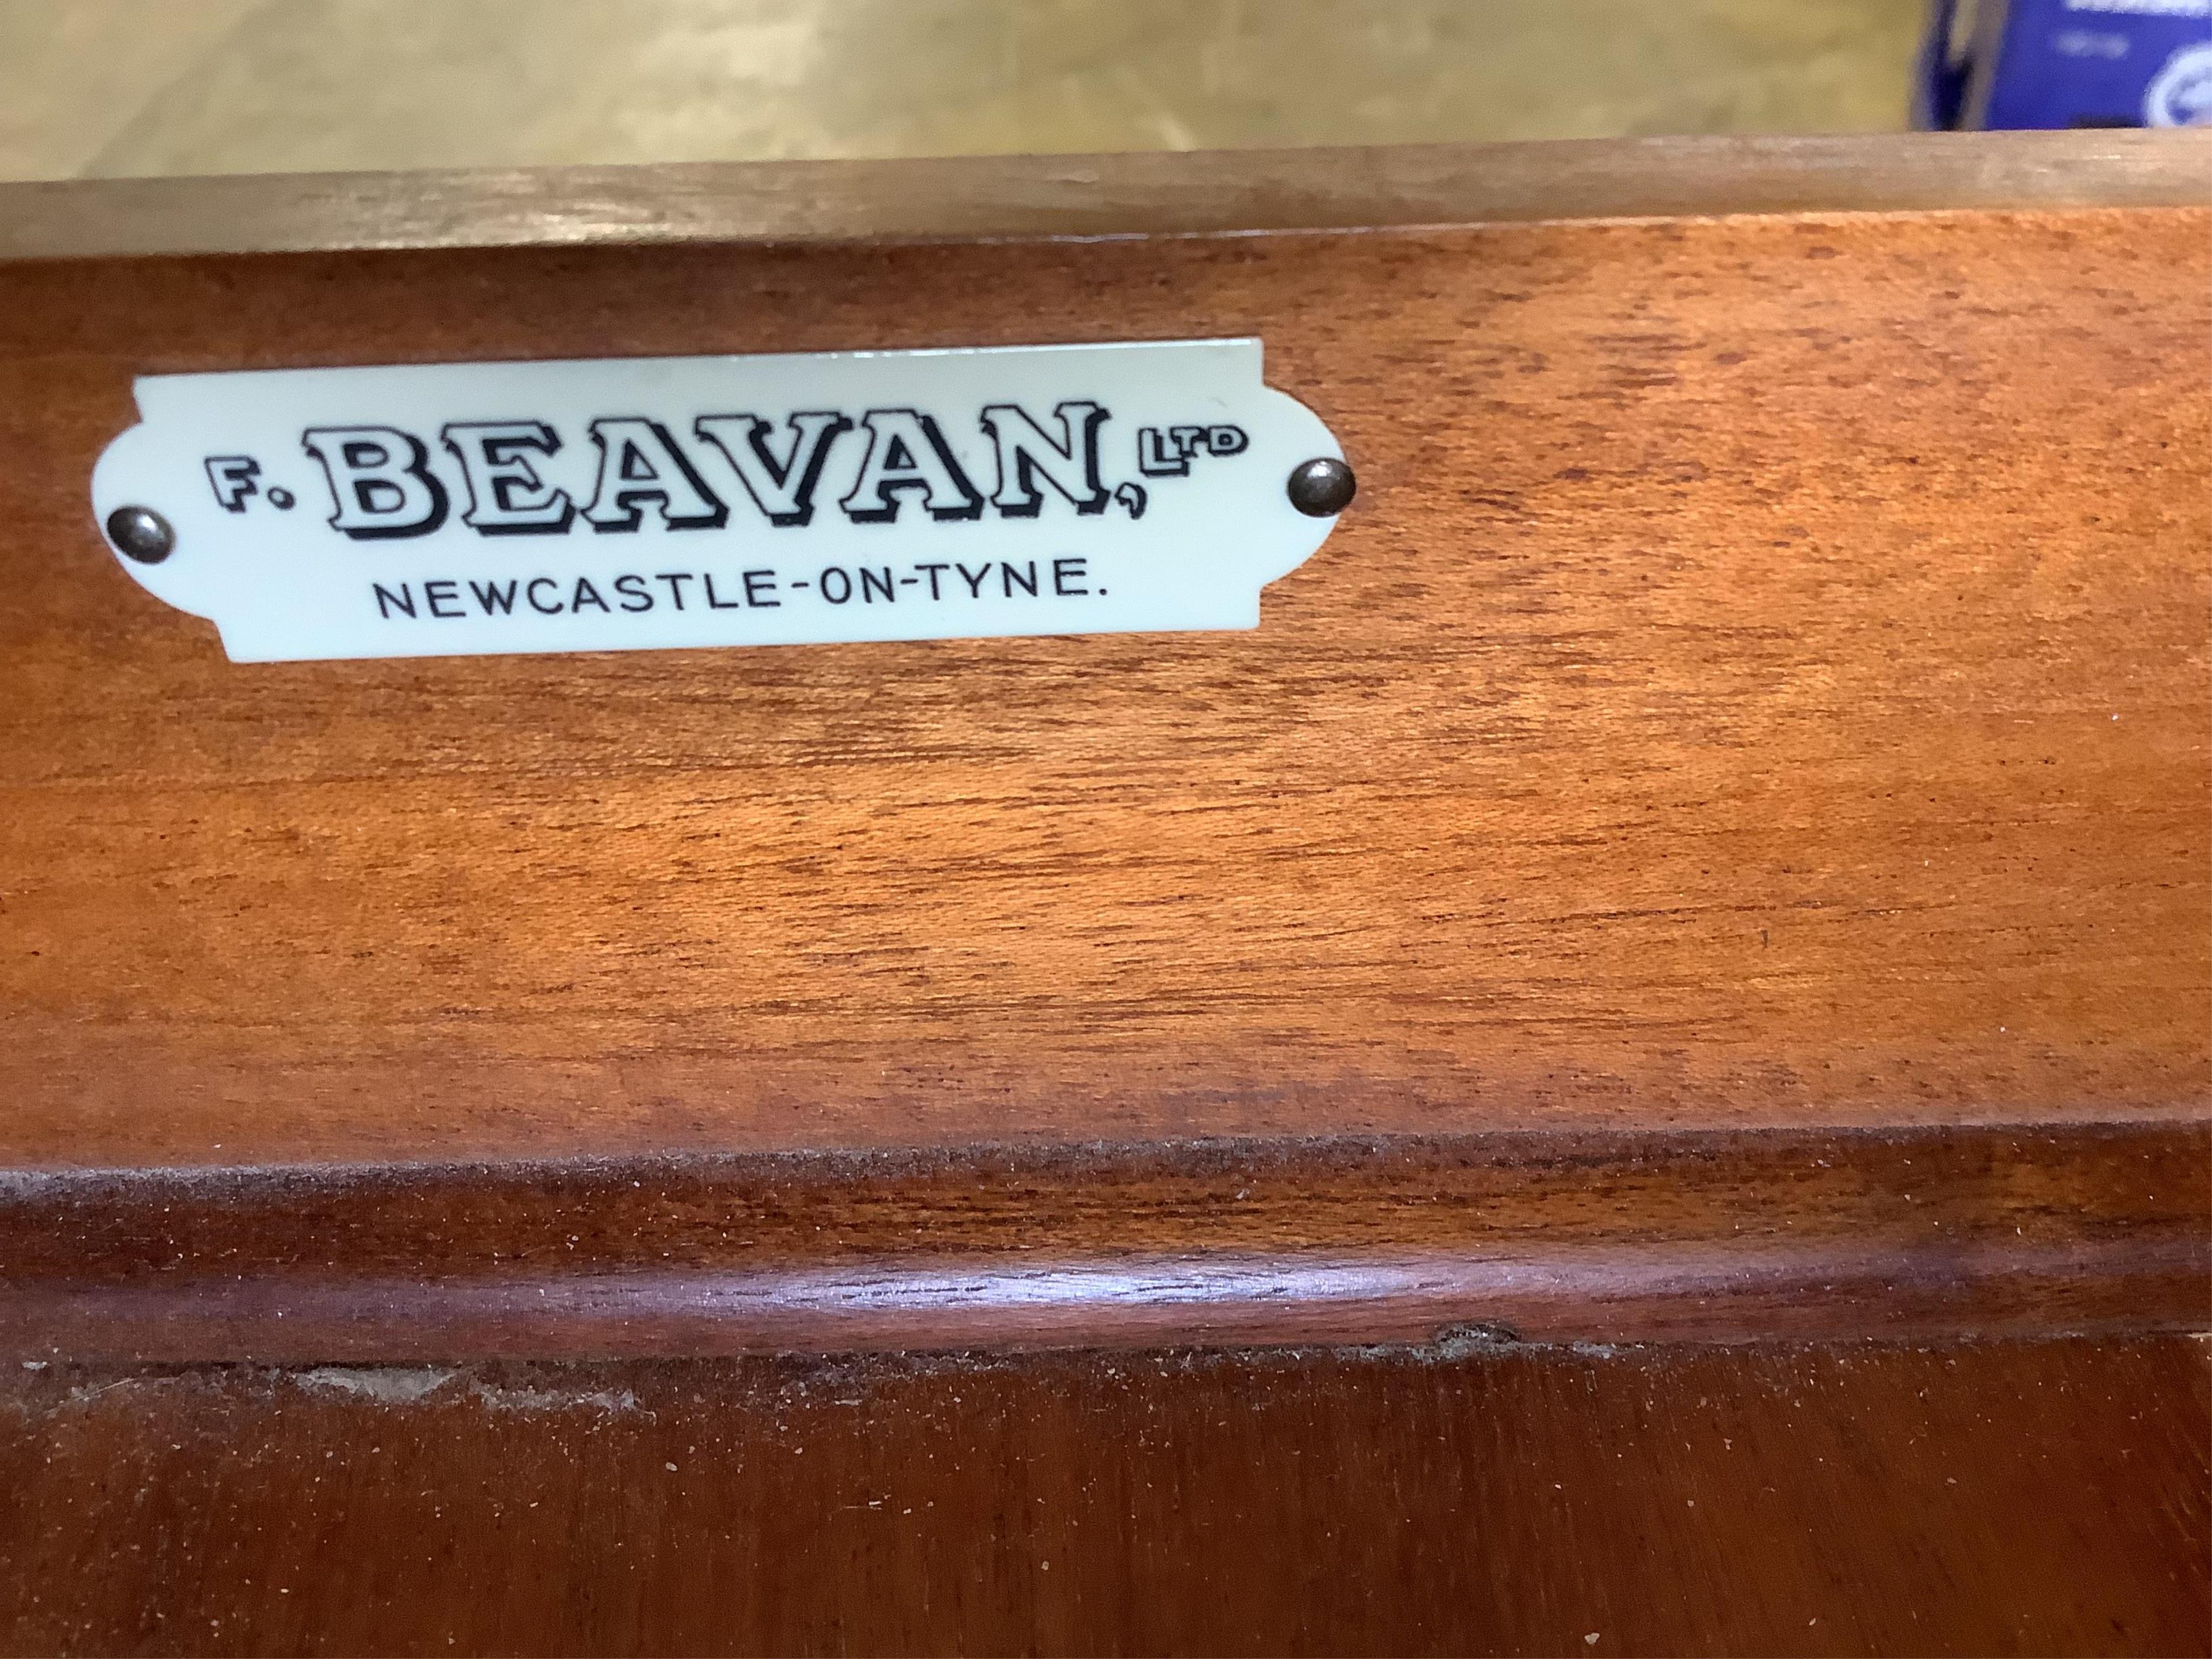 F. BEAVAN, LTD
NEWCASTLE-ON-TYNE.